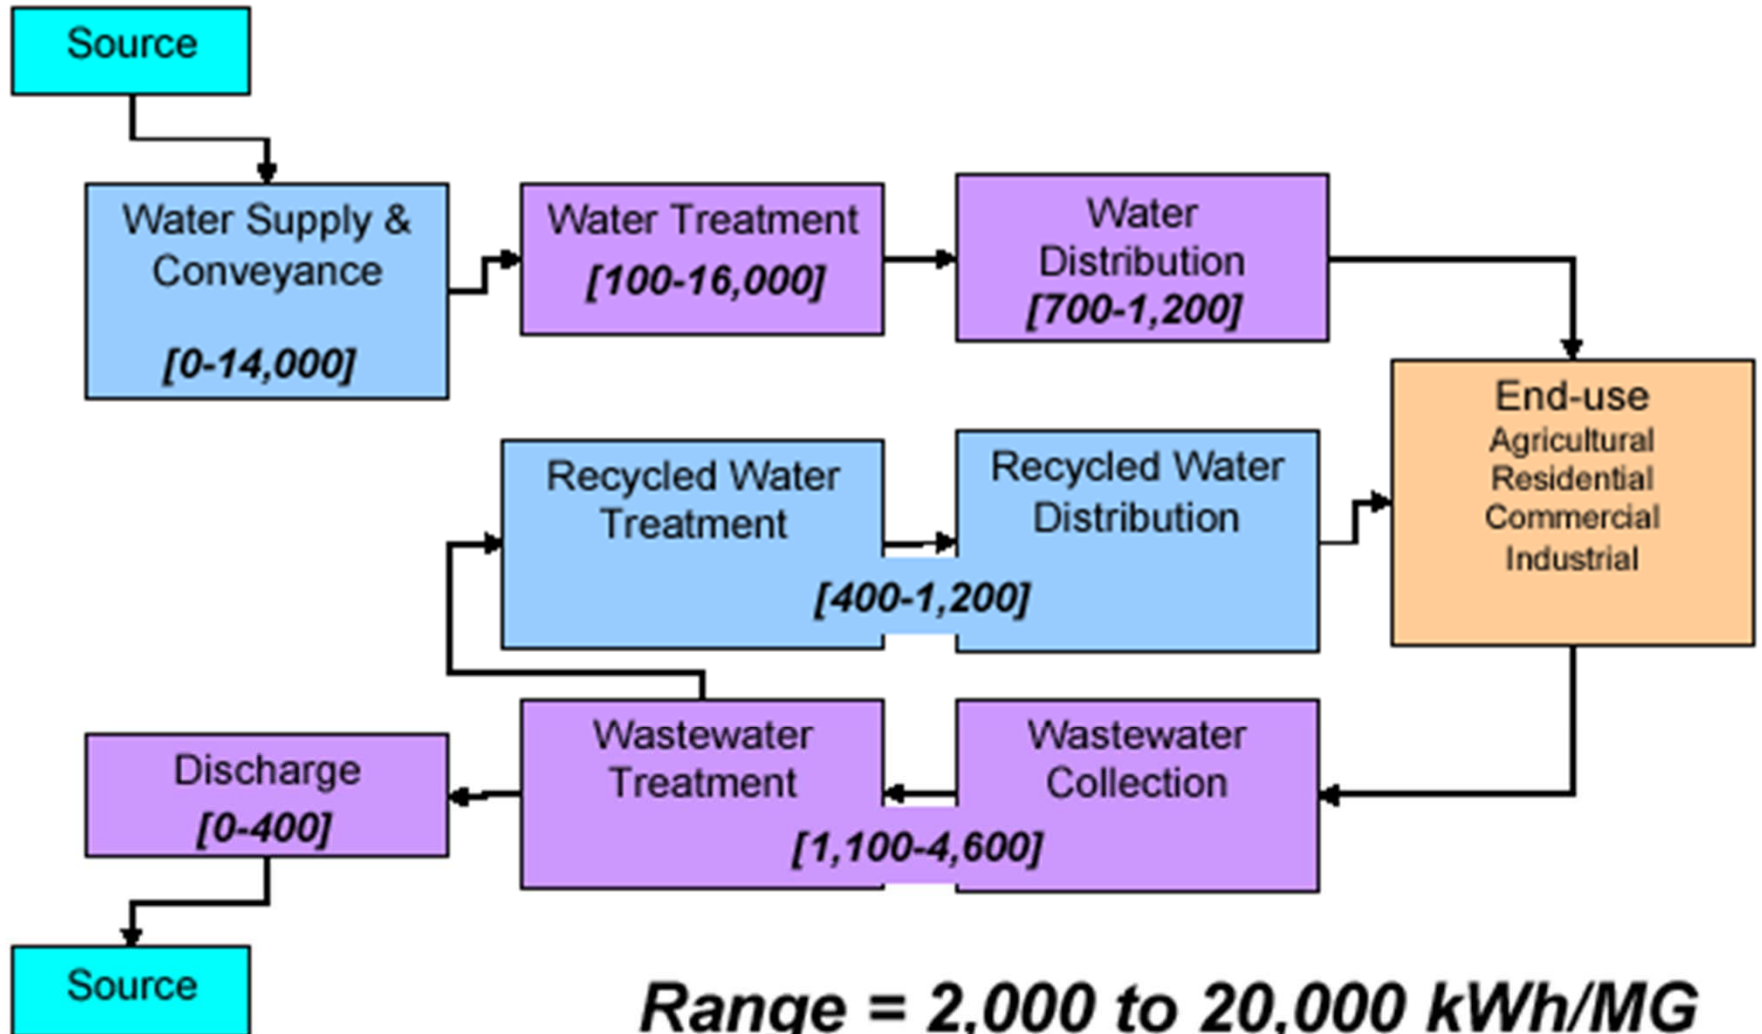 Source
Water Supply &
Conveyance
[0-14,000]
Water Treatment
[100-16,000]
Water
Distribution
[700-1,200]
End-use
Agricultural
Residential
Commercial
Industrial
Recycled Water
Treatment
Recycled Water
Distribution
[400-1,200]
Wastewater
Treatment
Wastewater
Collection
[1,100-4,600]
Discharge
[0-400]
Source
Range = 2,000 to 20,000 kWh/MG